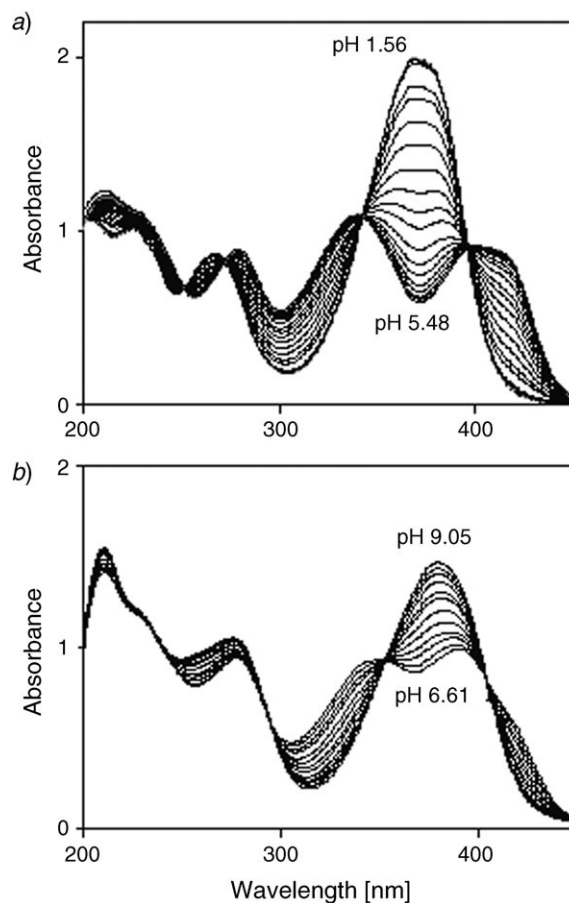 a)
2
pH 1.56
Absorbance
1
pH 5.48
0
200
300
400
b)
2
pH 9.05
Absorbance
1
pH 6.61
0
200
300
400
Wavelength [nm]